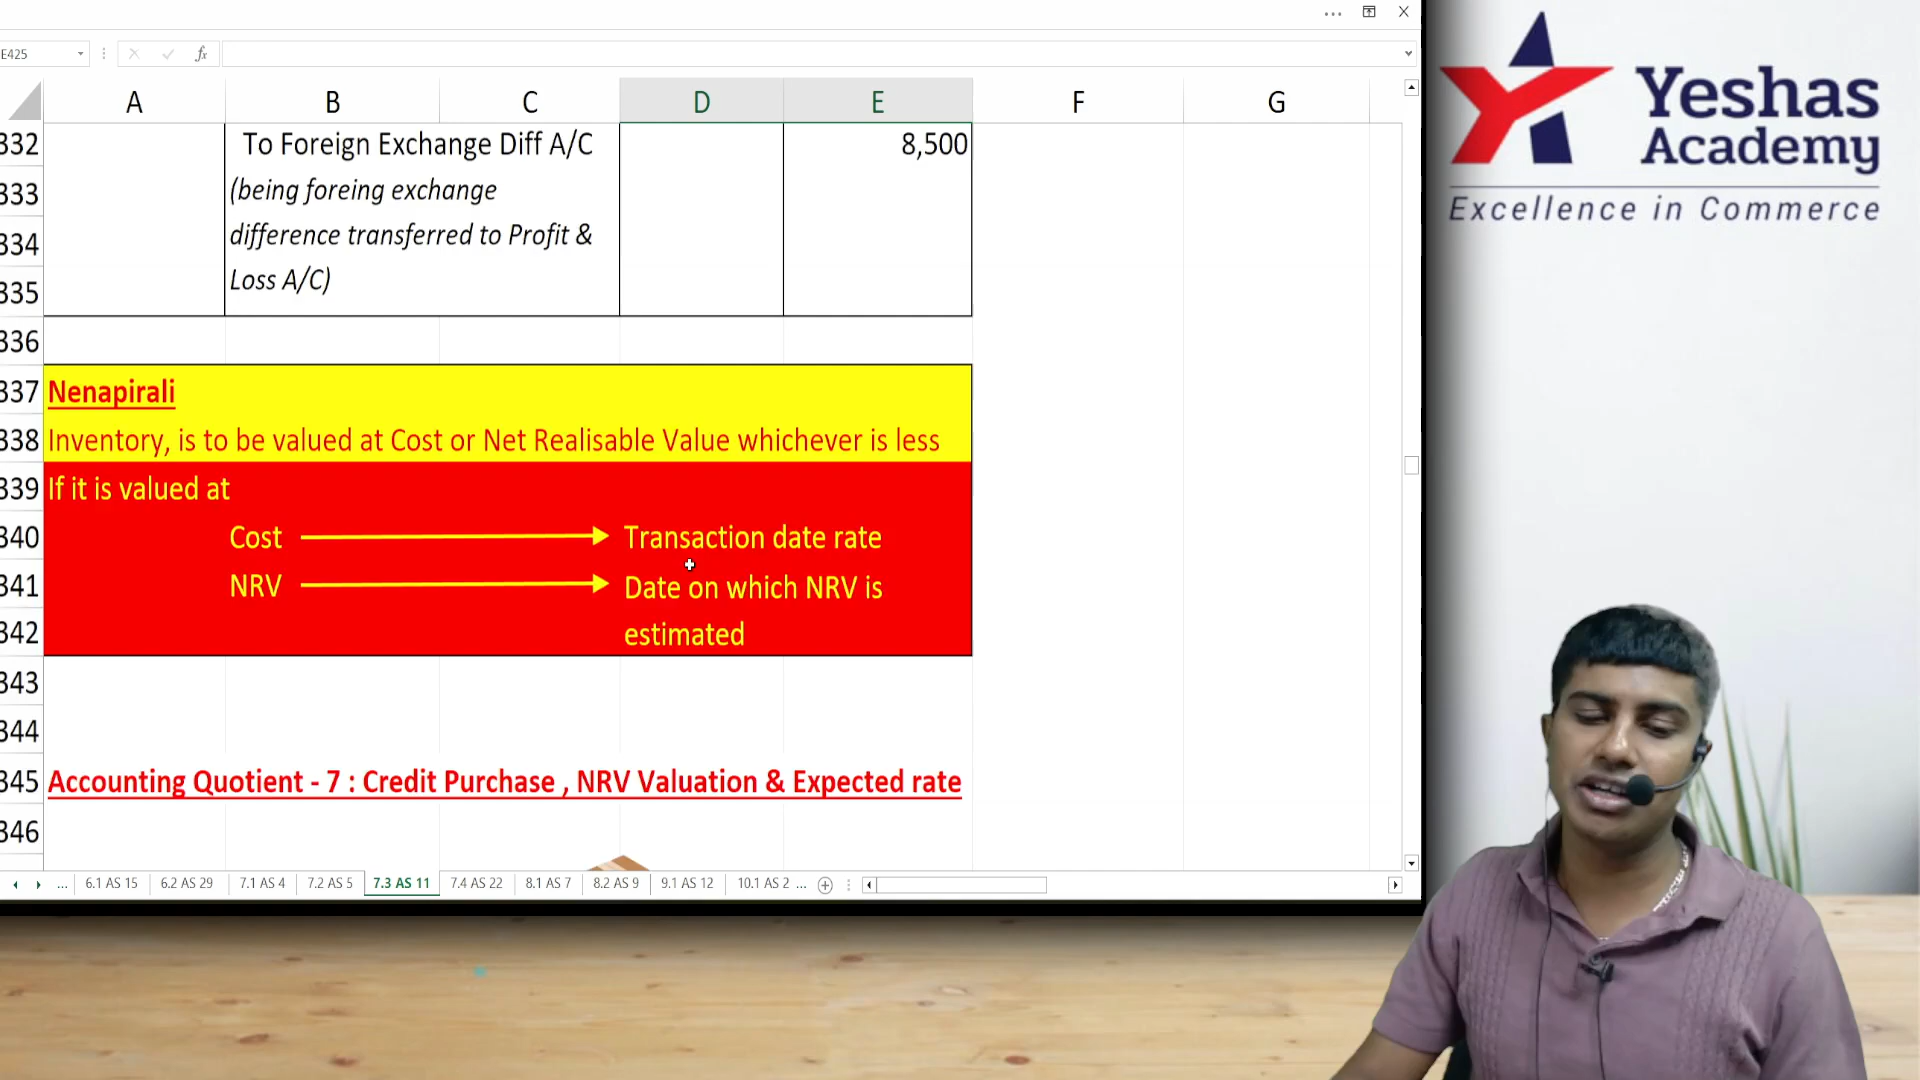 E425
fx
A B C D E F G
332 To Foreign Exchange Diff A/C 8,500
333 (being foreing exchange
334 difference transferred to Profit &
335 Loss A/C)
336
337 Nenapirali
338 Inventory, is to be valued at Cost or Net Realisable Value whichever is less
339 If it is valued at
340 Cost Transaction date rate
341 NRV Date on which NRV is
342 estimated
343
344
345 Accounting Quotient - 7 : Credit Purchase , NRV Valuation & Expected rate
346
... 6.1 AS 15 6.2 AS 29 7.1 AS 4 7.2 AS 5 7.3 AS 11 7.4 AS 22 8.1 AS 7 8.2 AS 9 9.1 AS 12 10.1 AS 2 ...
Yeshas
Academy
Excellence in Commerce